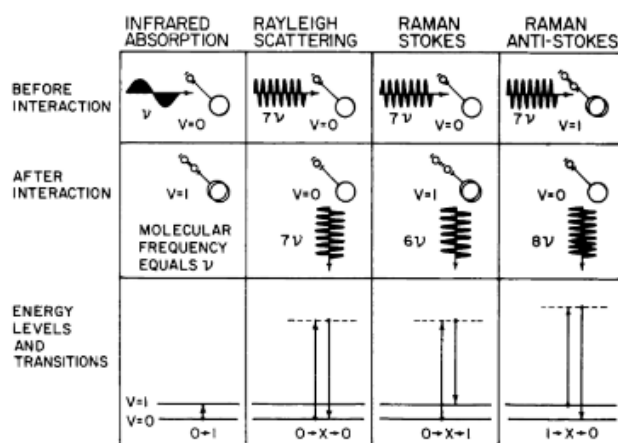 INFRARED ABSORPTION
RAYLEIGH SCATTERING
RAMAN STOKES
RAMAN ANTI-STOKES
BEFORE INTERACTION
ν
V=0
7ν
V=0
7ν
V=0
7ν
V=1
AFTER INTERACTION
V=1
MOLECULAR
FREQUENCY
EQUALS ν
V=0
7ν
V=1
6ν
V=0
8ν
ENERGY
LEVELS
AND
TRANSITIONS
V=1
V=0
0→1
0→X→0
0→X→1
1→X→0